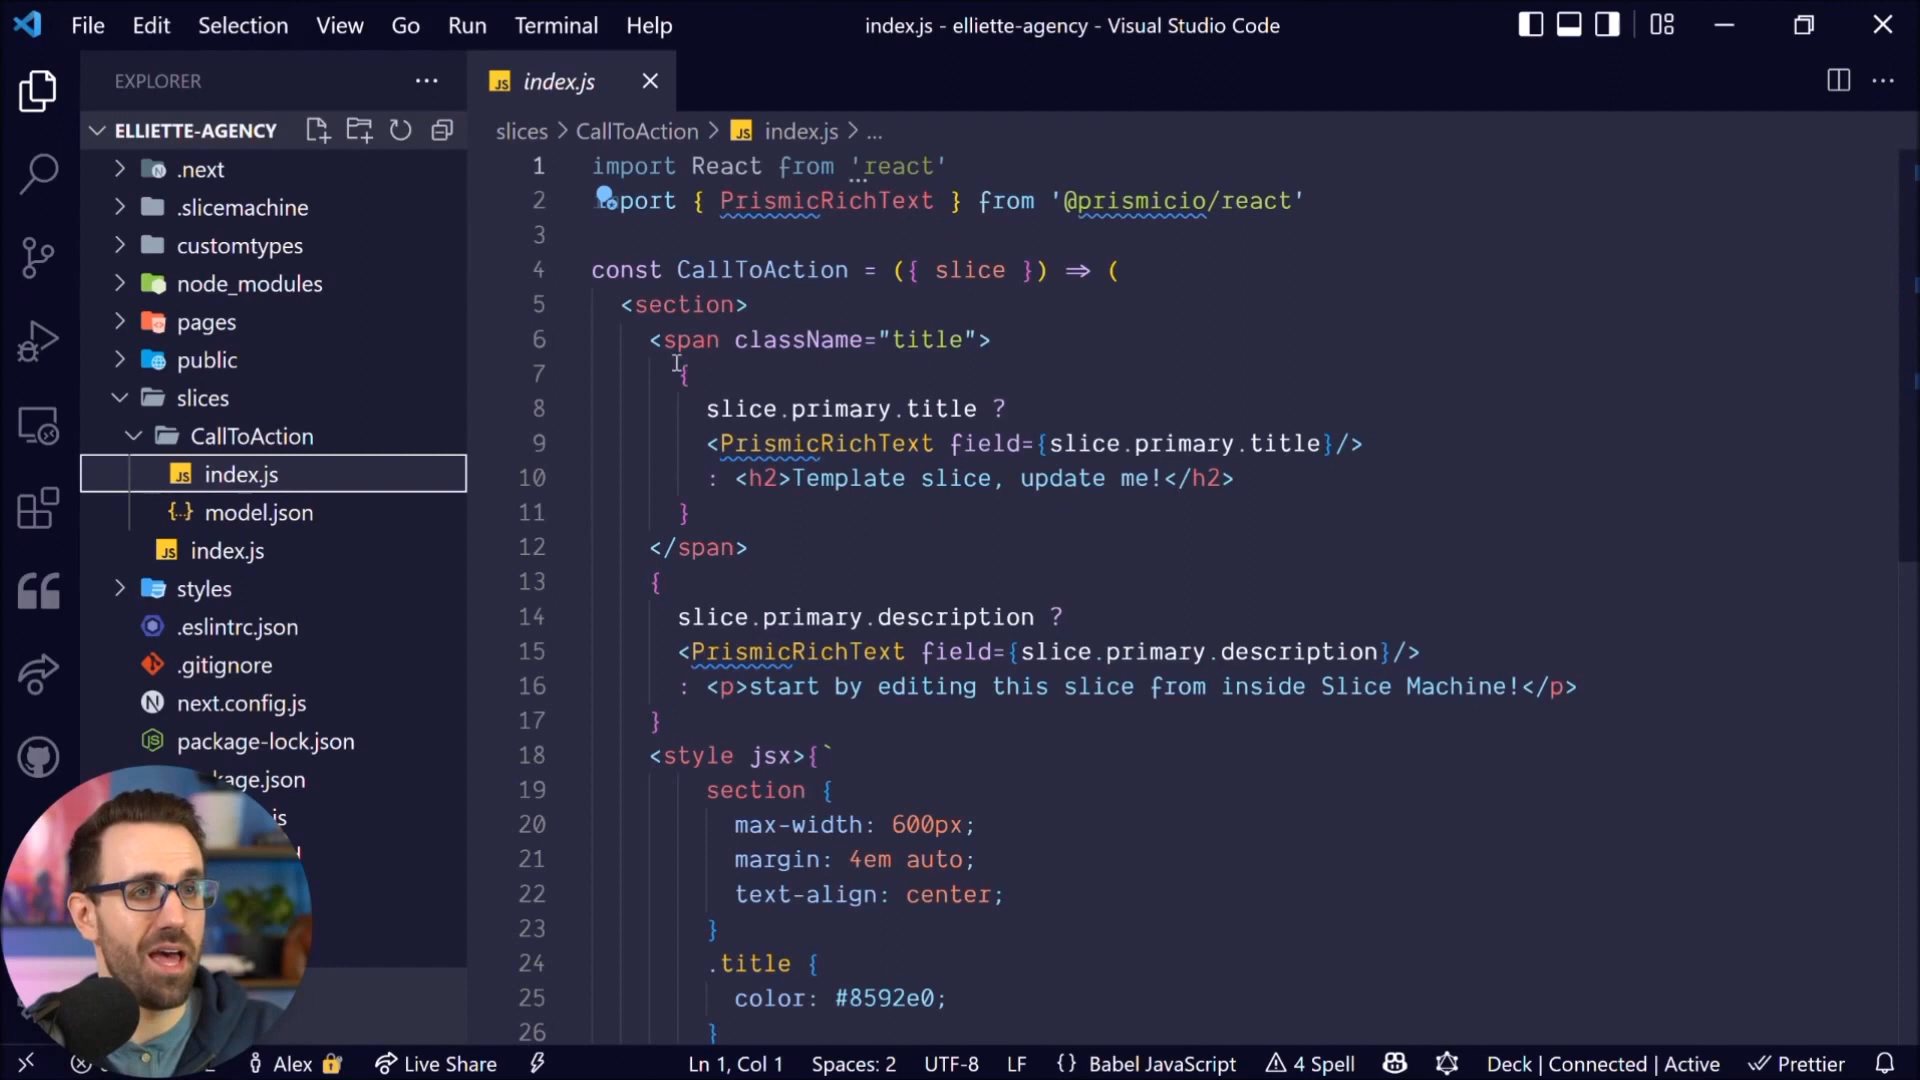 File Edit Selection View Go Run Terminal Help index.js - elliette-agency - Visual Studio Code
EXPLORER
index.js
ELLIETTE-AGENCY
slices > CallToAction > JS index.js > ...
.next
.slicemachine
customtypes
node_modules
pages
public
slices
CallToAction
JS index.js
{..} model.json
JS index.js
styles
.eslintrc.json
.gitignore
next.config.js
package-lock.json
kage.json
js
1 import React from 'react'
2 port { PrismicRichText } from '@prismicio/react'
3
4 const CallToAction = ({ slice }) => (
5 <section>
6 <span className="title">
7 {
8 slice.primary.title ?
9 <PrismicRichText field={slice.primary.title}/>
10 : <h2>Template slice, update me!</h2>
11 }
12 </span>
13 {
14 slice.primary.description ?
15 <PrismicRichText field={slice.primary.description}/>
16 : <p>start by editing this slice from inside Slice Machine!</p>
17 }
18 <style jsx>{`
19 section {
20 max-width: 600px;
21 margin: 4em auto;
22 text-align: center;
23 }
24 .title {
25 color: #8592e0;
26 }
Alex Live Share Ln 1, Col 1 Spaces: 2 UTF-8 LF {} Babel JavaScript 4 Spell Deck | Connected | Active Prettier